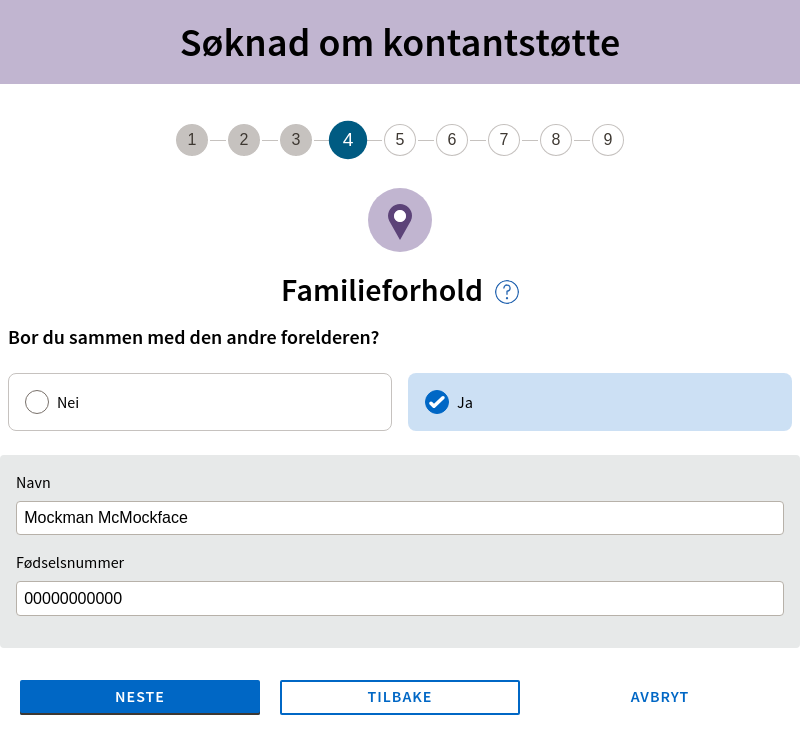 Søknad om kontantstøtte
1 2 3 4 5 6 7 8 9
Familieforhold ?
Bor du sammen med den andre forelderen?
Nei Ja
Navn
Mockman McMockface
Fødselsnummer
00000000000
NESTE TILBAKE AVBRYT